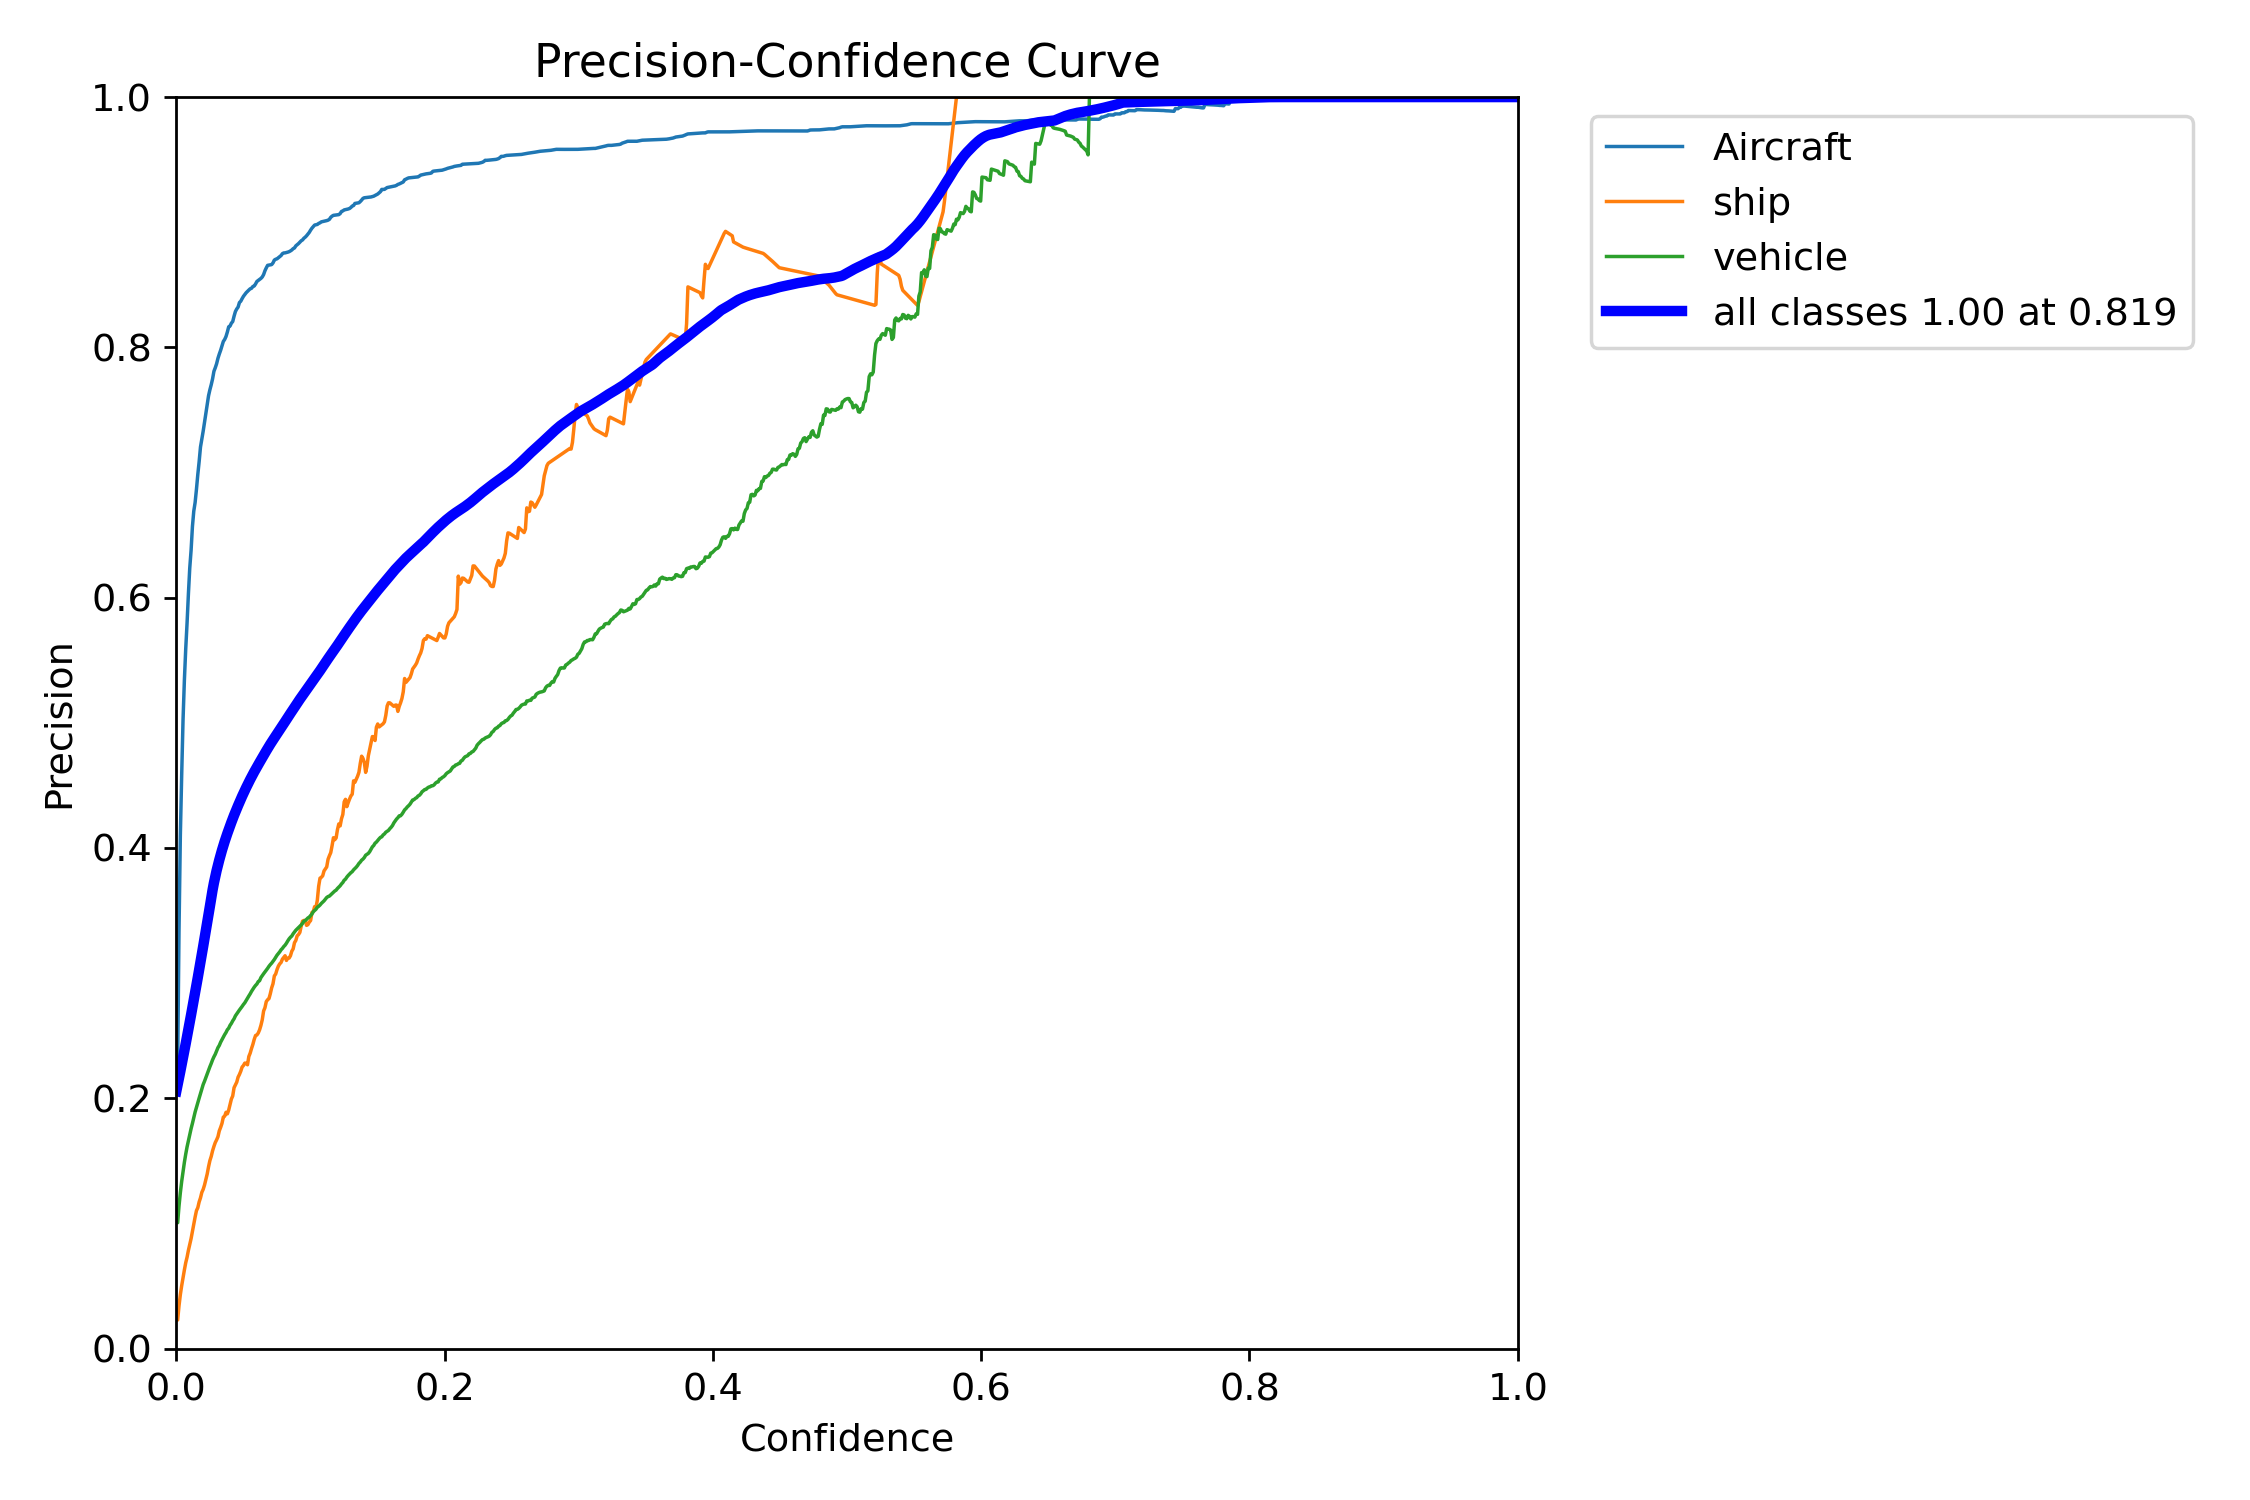 Precision-Confidence Curve
1.0
0.8
0.6
0.4
0.2
0.0
Precision
0.0 0.2 0.4 0.6 0.8 1.0
Confidence
Aircraft
ship
vehicle
all classes 1.00 at 0.819